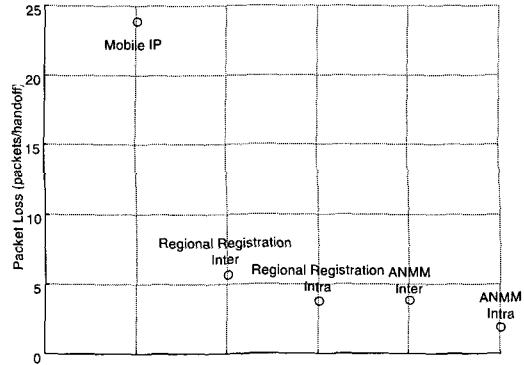 25
20
15
10
5
0
Packet Loss (packets/handoff)
Mobile IP
Regional Registration
Inter
Regional Registration
Intra
ANMM
Inter
ANMM
Intra